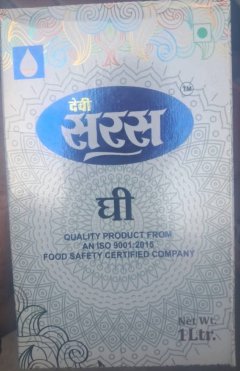 देवी
सरस
TM
घी
QUALITY PRODUCT FROM
AN ISO 9001:2015
FOOD SAFETY CERTIFIED COMPANY
Net Wt.
1Ltr.